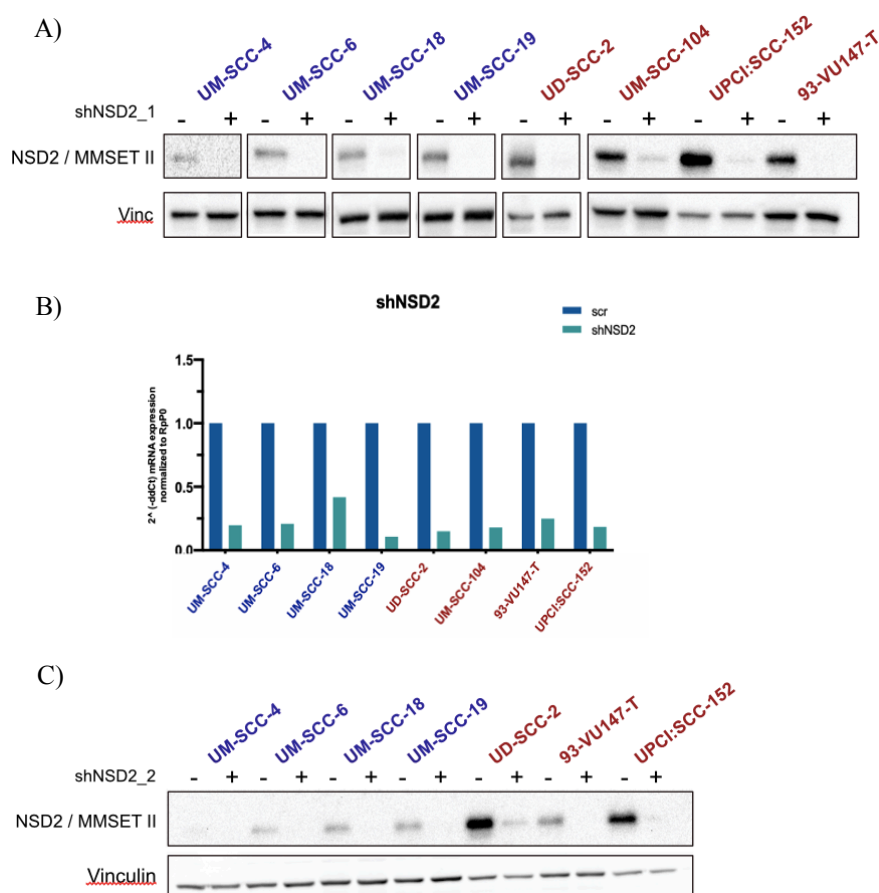 A)
UM-SCC-4 UM-SCC-6 UM-SCC-18 UM-SCC-19 UD-SCC-2 UM-SCC-104 UPCI:SCC-152 93-VU147-T
shNSD2_1 - + - + - + - + - + - + - + - +
NSD2 / MMSET II
Vinc
B)
shNSD2
scr
shNSD2
2^ (-ddCt) mRNA expression
normalized to RpP0
1.5
1.0
0.5
0.0
UM-SCC-4 UM-SCC-6 UM-SCC-18 UM-SCC-19 UD-SCC-2 UM-SCC-104 93-VU147-T UPCI:SCC-152
C)
UM-SCC-4 UM-SCC-6 UM-SCC-18 UM-SCC-19 UD-SCC-2 93-VU147-T UPCI:SCC-152
shNSD2_2 - + - + - + - + - + - + - +
NSD2 / MMSET II
Vinculin